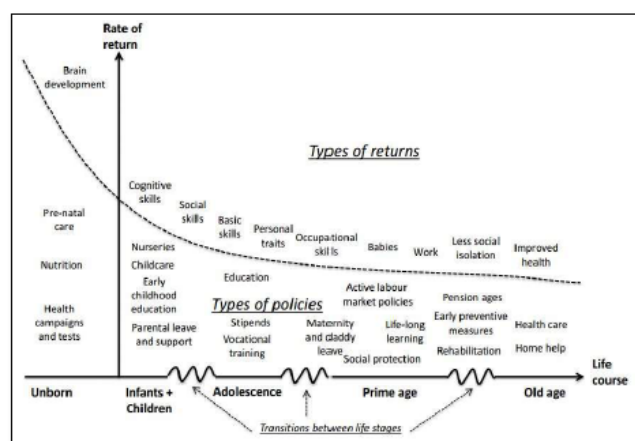 Rate of
return
Brain
development
Types of returns
Cognitive
skills
Social
skills
Basic
skills
Personal
traits
Occupational
skills
Babies
Work
Less social
isolation
Improved
health
Pre-natal
care
Nutrition
Health
campaigns
and tests
Nurseries
Childcare
Early
childhood
education
Parental leave
and support
Education
Types of policies
Stipends
Vocational
training
Maternity
and daddy
leave
Active labour
market policies
Life-long
learning
Social protection
Pension ages
Early preventive
measures
Rehabilitation
Health care
Home help
Life
course
Unborn
Infants +
Children
Adolescence
Prime age
Old age
Transitions between life stages